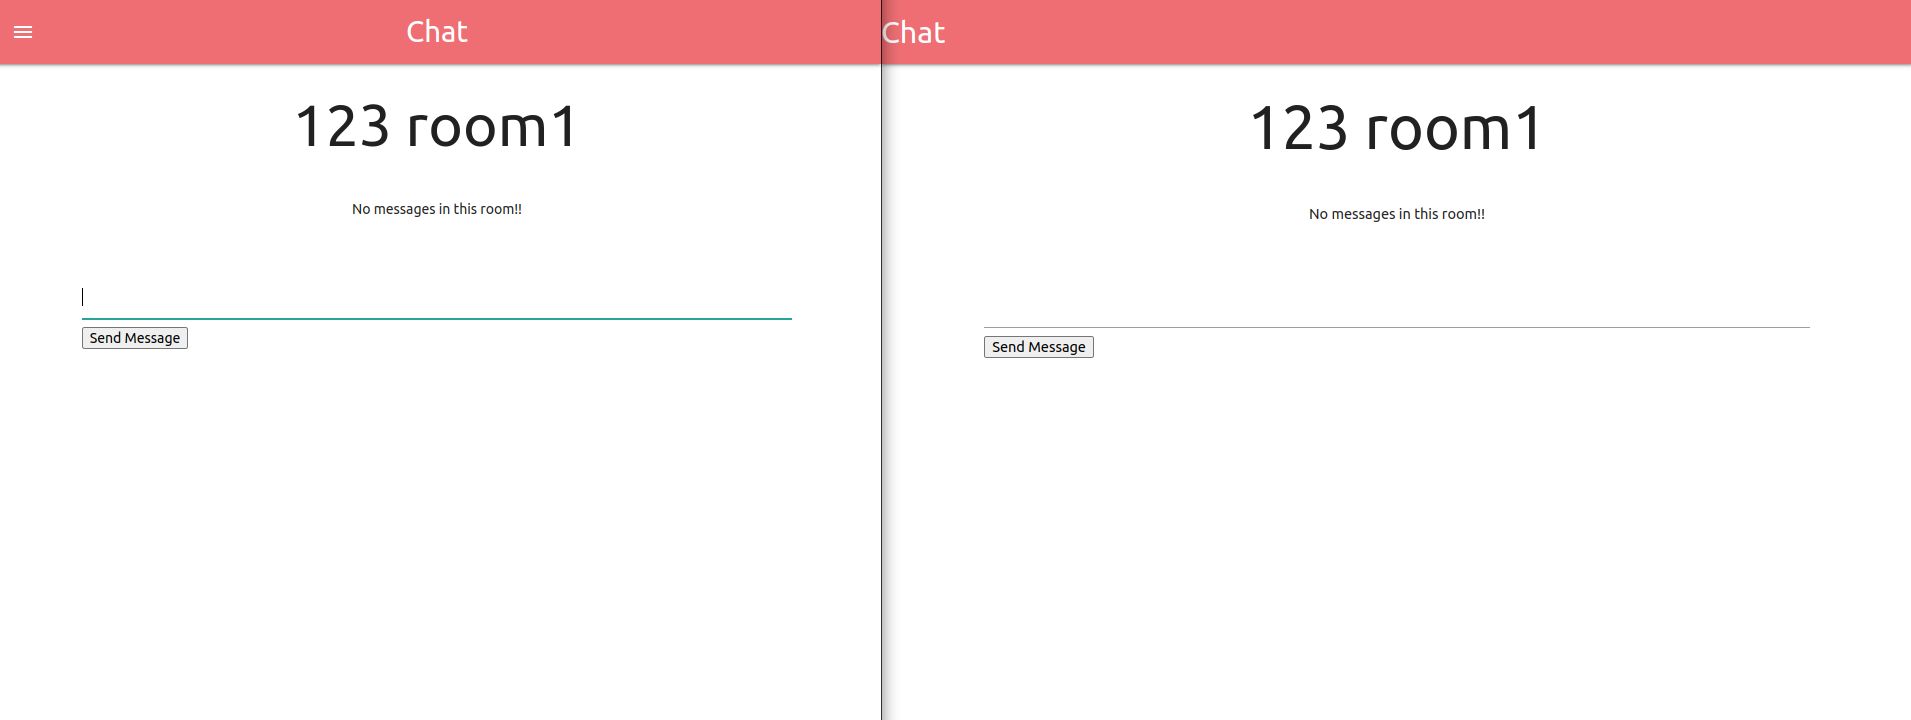 Chat
123 room1
No messages in this room!!
Send Message
Chat
123 room1
No messages in this room!!
Send Message